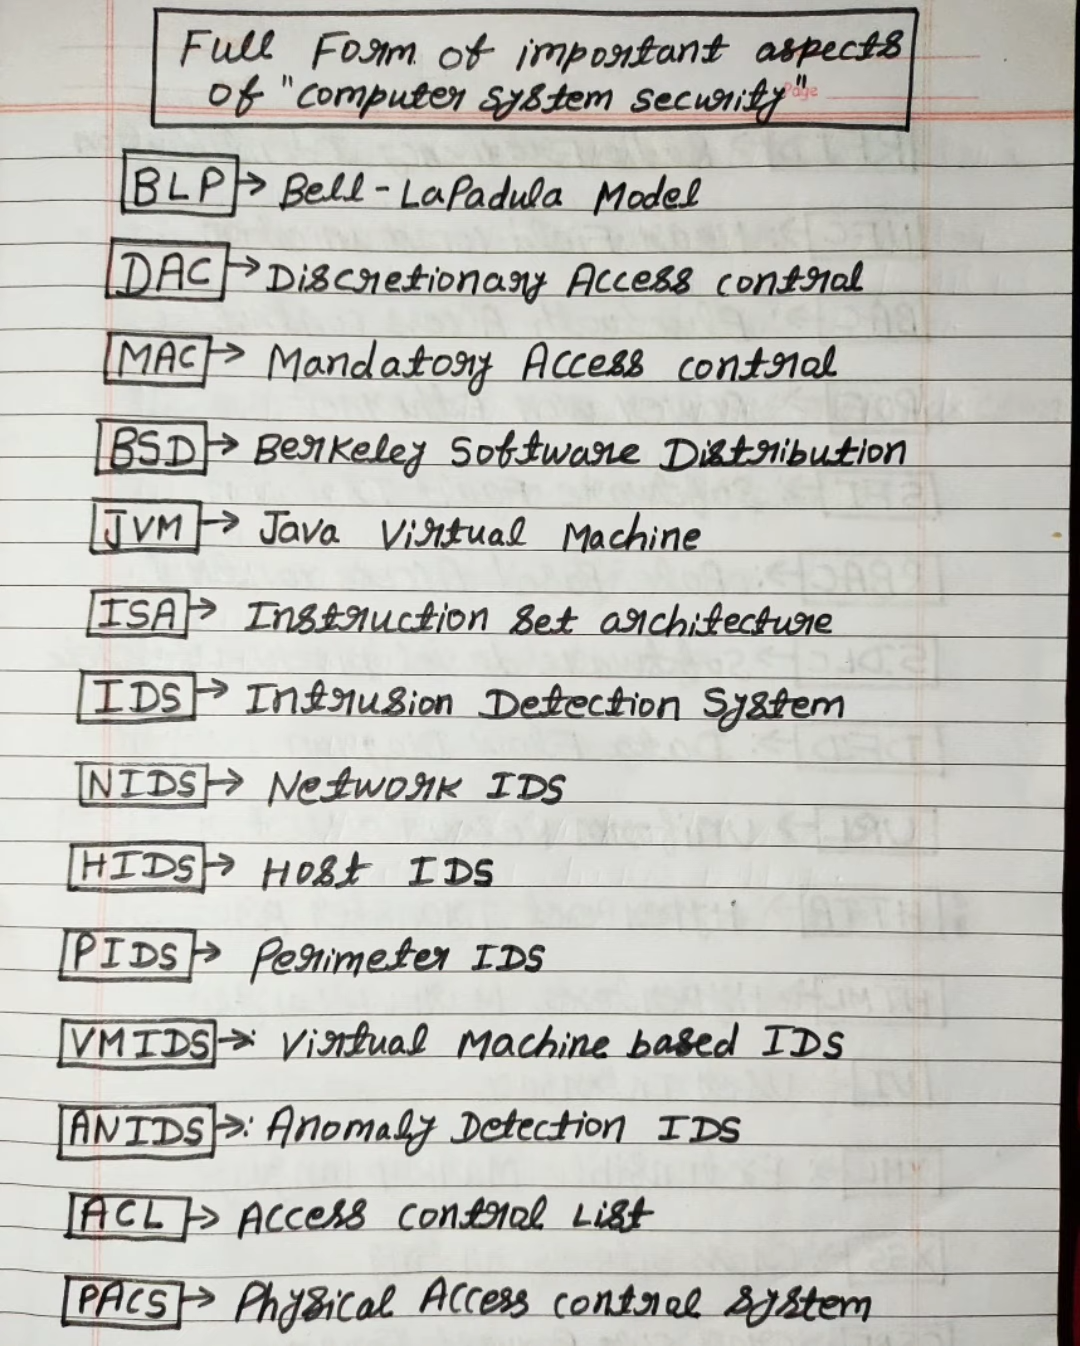 Full Form of important aspects
of "computer system security"
Page
BLP → Bell-LaPadula Model
DAC → Discretionary Access control
MAC → Mandatory Access control
BSD → Berkeley Software Distribution
JVM → Java Virtual Machine
ISA → Instruction set architecture
IDS → Intrusion Detection System
NIDS → Network IDS
HIDS → Host IDS
PIDS → Perimeter IDS
VMIDS →: Virtual Machine based IDS
ANIDS →: Anomaly Detection IDS
ACL → Access control List
PACS → Physical Access control system